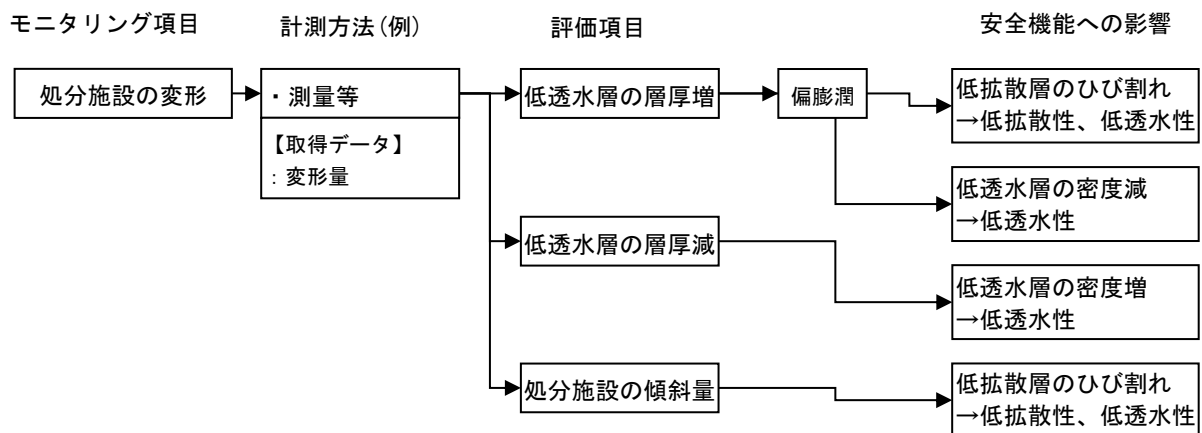 モニタリング項目
計測方法(例)
評価項目
安全機能への影響
処分施設の変形
・測量等
【取得データ】
:変形量
低透水層の層厚増
偏膨潤
低拡散層のひび割れ
→低拡散性、低透水性
低透水層の密度減
→低透水性
低透水層の層厚減
低透水層の密度増
→低透水性
処分施設の傾斜量
低拡散層のひび割れ
→低拡散性、低透水性